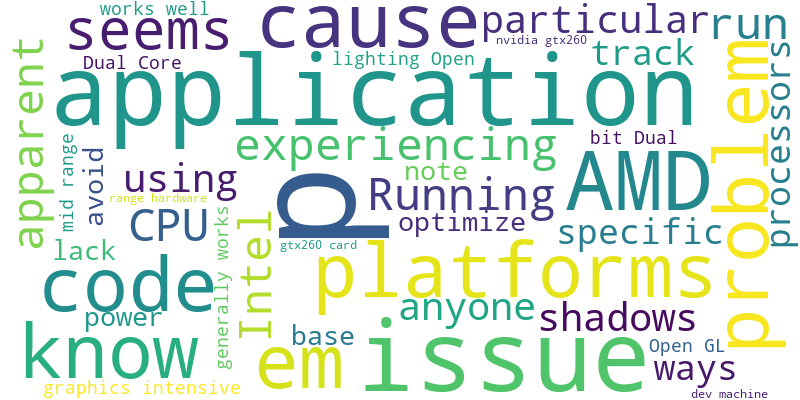 works well
seems
cause
particular
run
nvidia gtx260
Dual Core
lighting Open
track
application
apparent
problem
processors
experiencing
bit Dual
mid range
avoid
note
using
range hardware
p
Running
AMD
CPU
optimize
specific
generally works
Intel
gtx260 card
lack
platforms
code
power
anyone
shadows
base
know
em
issue
Open GL
ways
graphics intensive
dev machine